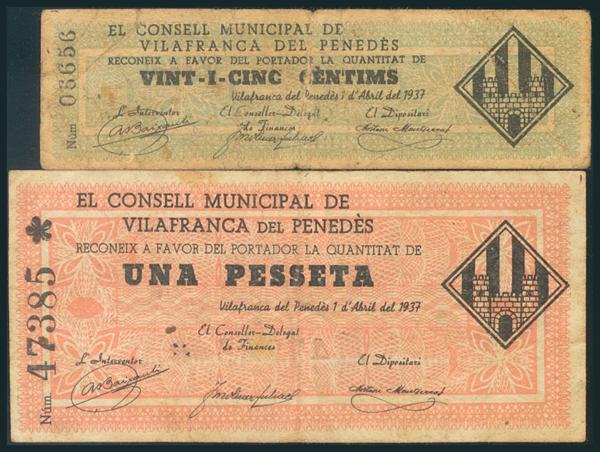 EL CONSELL MUNICIPAL DE
VILAFRANCA DEL PENEDÈS
RECONEIX A FAVOR DEL PORTADOR LA QUANTITAT DE
VINT-I-CINC CÈNTIMS
Vilafranca del Penedès 1 d'Abril del 1937
L'Interventor
El Conseller-Delegat
de Finances
El Dipositari
Núm 03656
EL CONSELL MUNICIPAL DE
VILAFRANCA DEL PENEDÈS
RECONEIX A FAVOR DEL PORTADOR LA QUANTITAT DE
UNA PESSETA
Vilafranca del Penedès 1 d'Abril del 1937
El Conseller-Delegat
de Finances
L'Interventor
El Dipositari
Núm. 47385 *